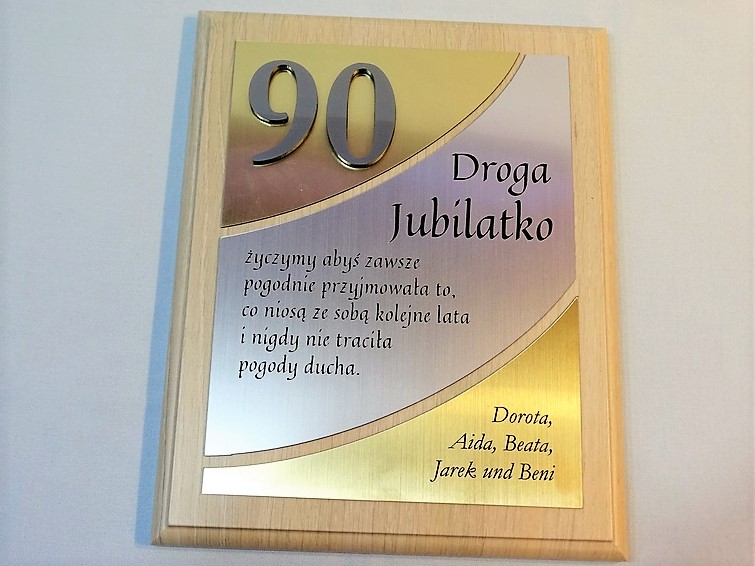 90
Droga
Jubilatko
życzymy abyś zawsze
pogodnie przyjmowała to,
co niosą ze sobą kolejne lata
i nigdy nie traciła
pogody ducha.
Dorota,
Aida, Beata,
Jarek und Beni